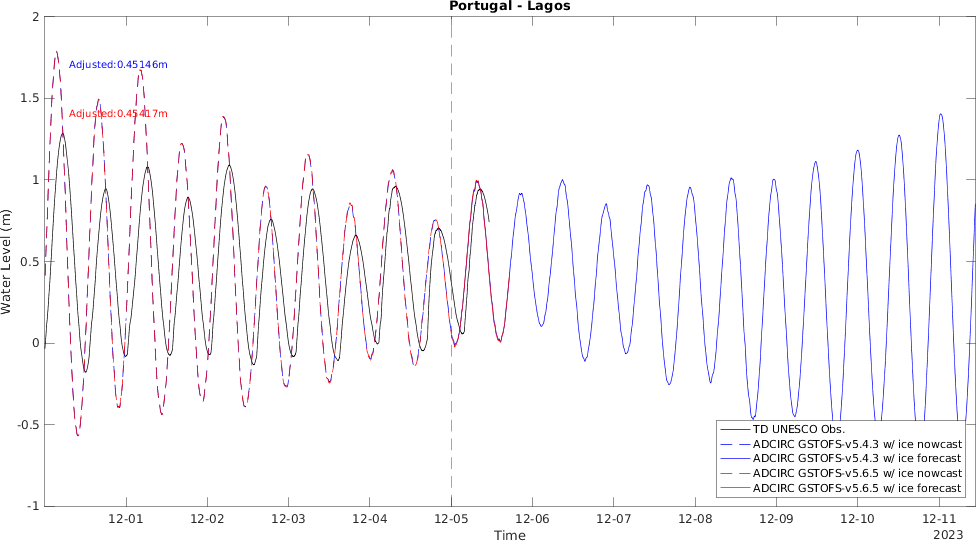 Portugal - Lagos
2
1.5
1
0.5
0
-0.5
-1
Water Level (m)
Adjusted:0.45146m
Adjusted:0.45417m
TD UNESCO Obs.
ADCIRC GSTOFS-v5.4.3 w/ ice nowcast
ADCIRC GSTOFS-v5.4.3 w/ ice forecast
ADCIRC GSTOFS-v5.6.5 w/ ice nowcast
ADCIRC GSTOFS-v5.6.5 w/ ice forecast
12-01 12-02 12-03 12-04 12-05 12-06 12-07 12-08 12-09 12-10 12-11
Time
2023